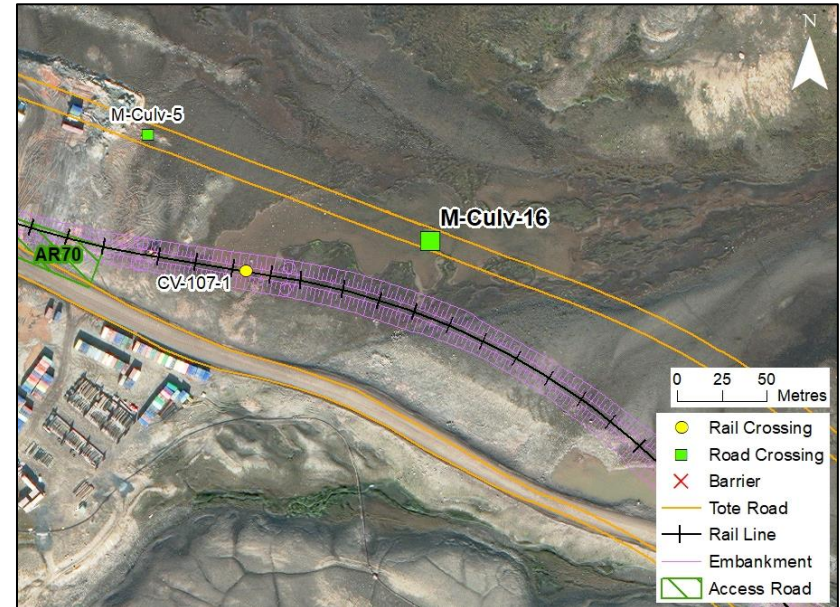 N
M-Culv-5
M-Culv-16
AR70
CV-107-1
0 25 50
Metres
Rail Crossing
Road Crossing
Barrier
Tote Road
Rail Line
Embankment
Access Road